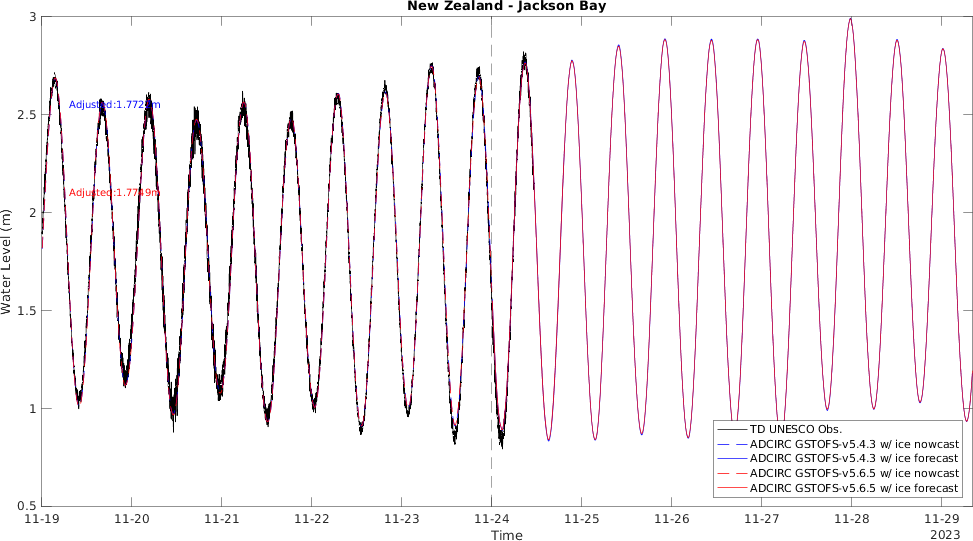 New Zealand - Jackson Bay
3
2.5
2
1.5
1
0.5
Water Level (m)
Adjusted:1.7749m
TD UNESCO Obs.
ADCIRC GSTOFS-v5.4.3 w/ ice nowcast
ADCIRC GSTOFS-v5.4.3 w/ ice forecast
ADCIRC GSTOFS-v5.6.5 w/ ice nowcast
ADCIRC GSTOFS-v5.6.5 w/ ice forecast
11-19 11-20 11-21 11-22 11-23 11-24 11-25 11-26 11-27 11-28 11-29
Time
2023